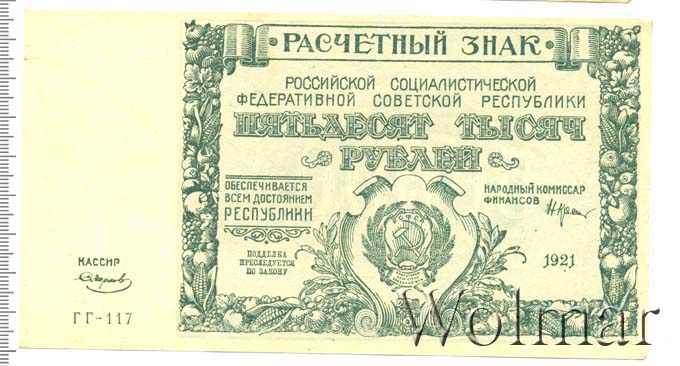 РАСЧЕТНЫЙ ЗНАК
РОССИЙСКОЙ СОЦИАЛИСТИЧЕСКОЙ
ФЕДЕРАТИВНОЙ СОВЕТСКОЙ РЕСПУБЛИКИ
ПЯТЬДЕСЯТ ТЫСЯЧ
РУБЛЕЙ
ОБЕСПЕЧИВАЕТСЯ
ВСЕМ ДОСТОЯНИЕМ
РЕСПУБЛИКИ
НАРОДНЫЙ КОМИССАР
ФИНАНСОВ
ПОДДЕЛКА
ПРЕСЛЕДУЕТСЯ
ПО ЗАКОНУ
1921
КАССИР
ГГ-117
Wolmar